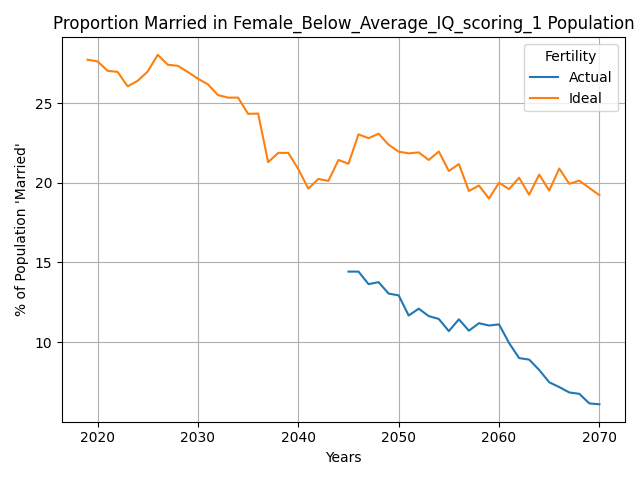 Proportion Married in Female_Below_Average_IQ_scoring_1 Population
Fertility
Actual
Ideal
% of Population 'Married'
25
20
15
10
2020 2030 2040 2050 2060 2070
Years